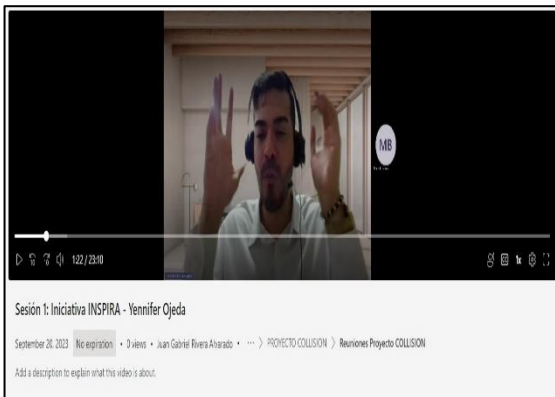 MB
1:22 / 23:10
1x
Sesión 1: Iniciativa INSPIRA - Yennifer Ojeda
September 20, 2023 No expiration • 0 views • Juan Gabriel Rivera Alvarado • ··· > PROYECTO COLLISION > Reuniones Proyecto COLLISION
Add a description to explain what this video is about.